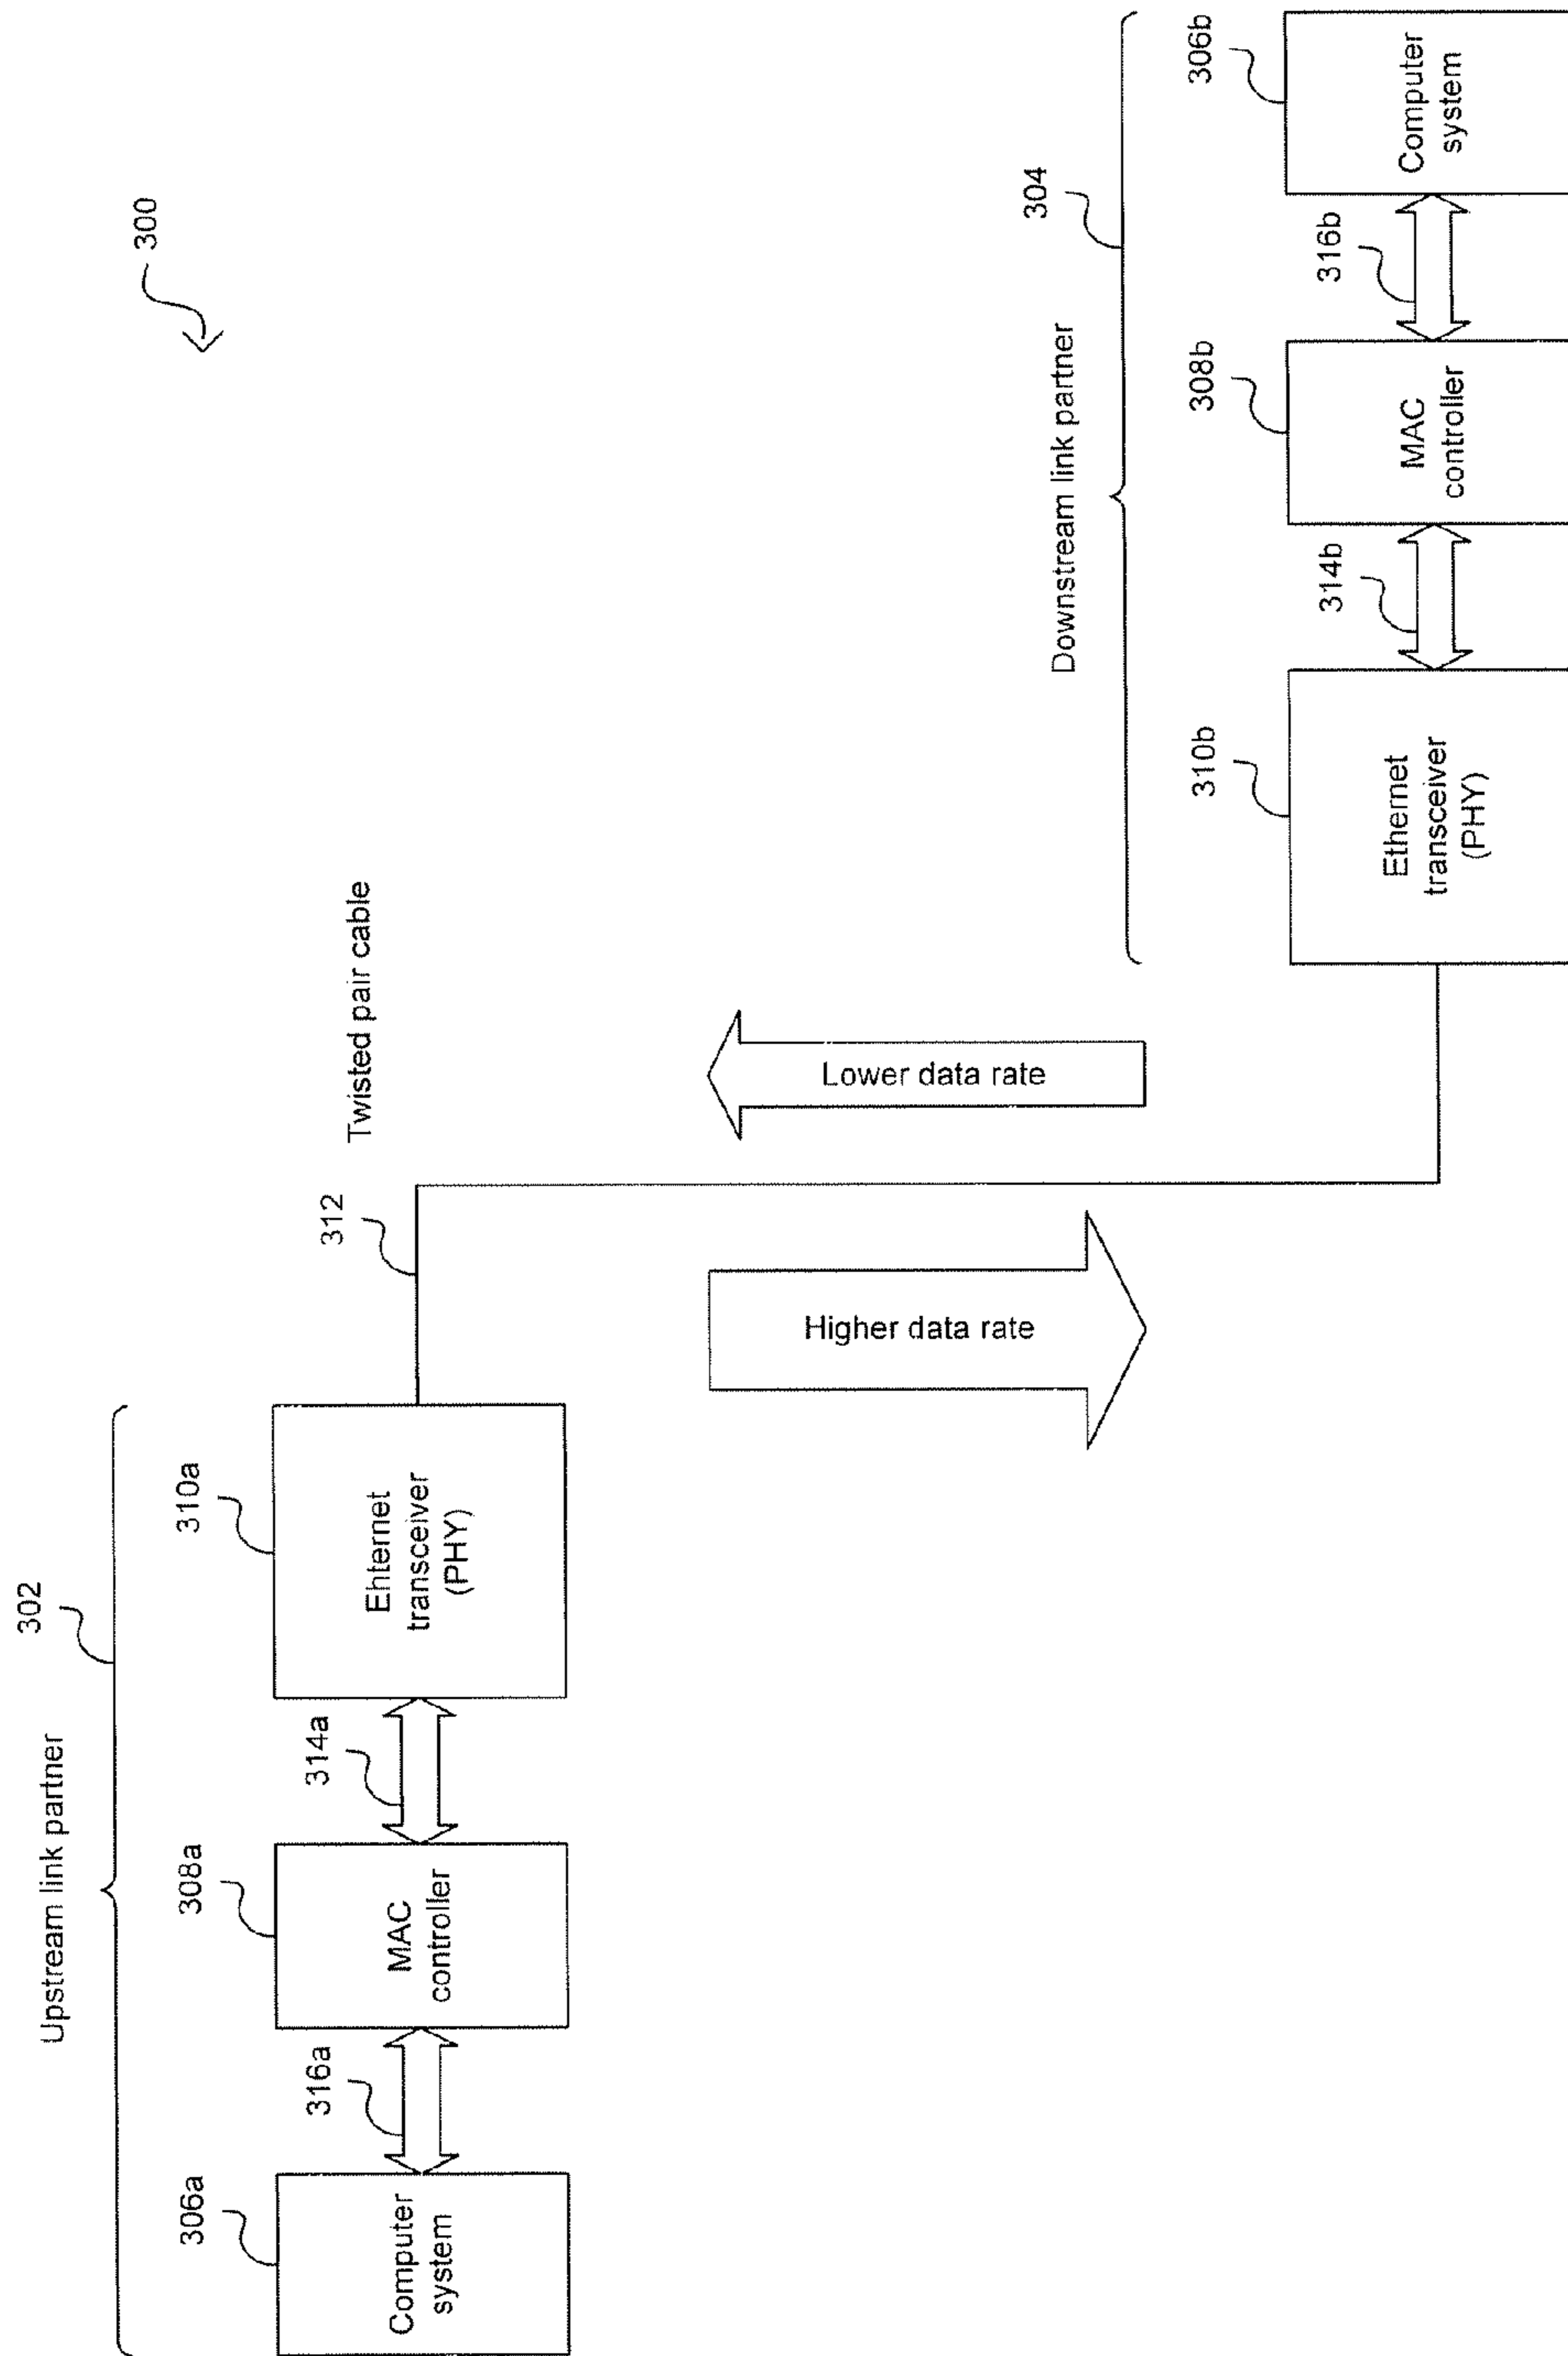 300
Upstream link partner
302
306a
Computer
system
316a
308a
MAC
controller
314a
310a
Ehternet
transceiver
(PHY)
312
Twisted pair cable
Higher data rate
Lower data rate
Downstream link partner
304
310b
Ethernet
transceiver
(PHY)
314b
308b
MAC
controller
316b
306b
Computer
system